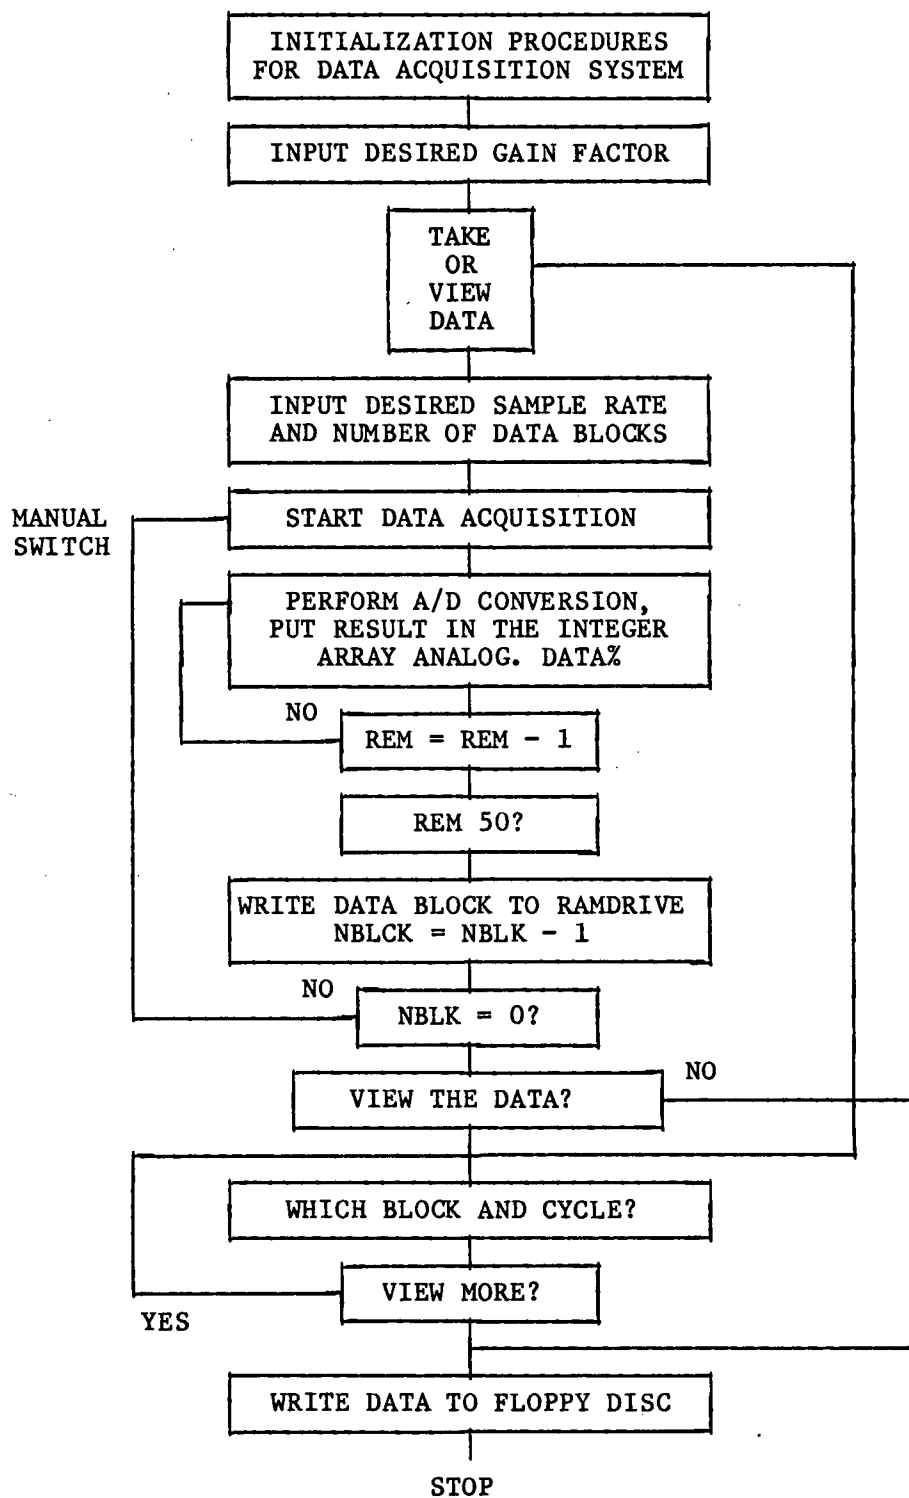 INITIALIZATION PROCEDURES
FOR DATA ACQUISITION SYSTEM
INPUT DESIRED GAIN FACTOR
TAKE
OR
VIEW
DATA
INPUT DESIRED SAMPLE RATE
AND NUMBER OF DATA BLOCKS
MANUAL
SWITCH
START DATA ACQUISITION
PERFORM A/D CONVERSION,
PUT RESULT IN THE INTEGER
ARRAY ANALOG. DATA%
NO
REM = REM - 1
REM 50?
WRITE DATA BLOCK TO RAMDRIVE
NBLCK = NBLK - 1
NO
NBLK = 0?
VIEW THE DATA?
NO
WHICH BLOCK AND CYCLE?
VIEW MORE?
YES
WRITE DATA TO FLOPPY DISC
STOP